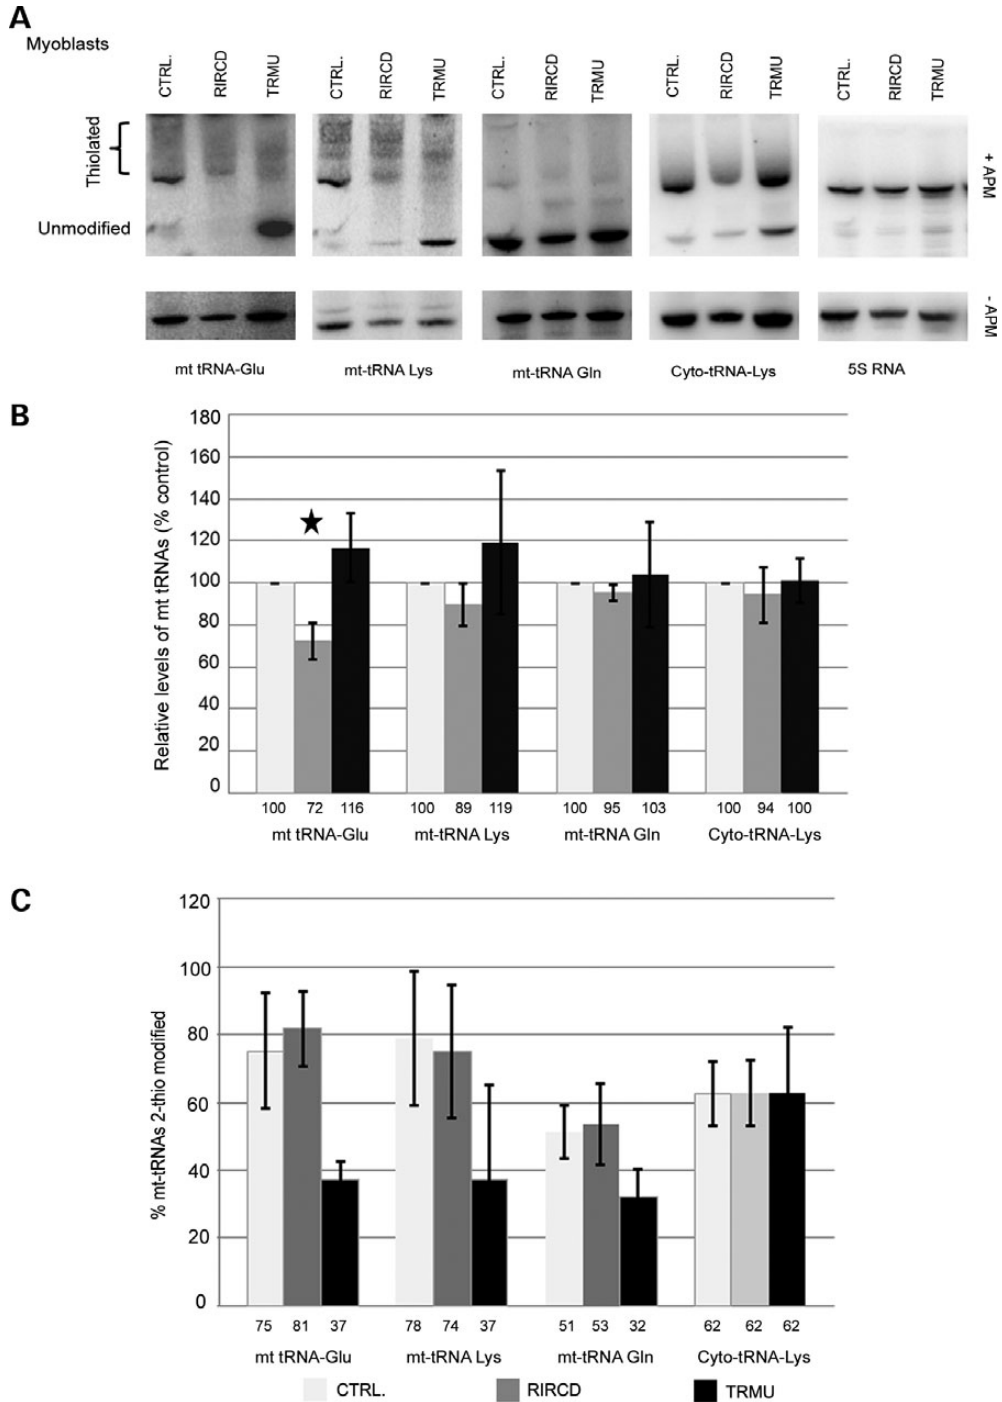 A
Myoblasts
CTRL. RIRCD TRMU CTRL. RIRCD TRMU CTRL. RIRCD TRMU CTRL. RIRCD TRMU CTRL. RIRCD TRMU
Thiolated
+ APM
Unmodified
- APM
mt tRNA-Glu mt-tRNA Lys mt-tRNA Gln Cyto-tRNA-Lys 5S RNA
B
Relative levels of mt tRNAs (% control)
180
160
140
120
100
80
60
40
20
0
100 72 116 100 89 119 100 95 103 100 94 100
mt tRNA-Glu mt-tRNA Lys mt-tRNA Gln Cyto-tRNA-Lys
C
% mt-tRNAs 2-thio modified
120
100
80
60
40
20
0
75 81 37 78 74 37 51 53 32 62 62 62
mt tRNA-Glu mt-tRNA Lys mt-tRNA Gln Cyto-tRNA-Lys
CTRL. RIRCD TRMU